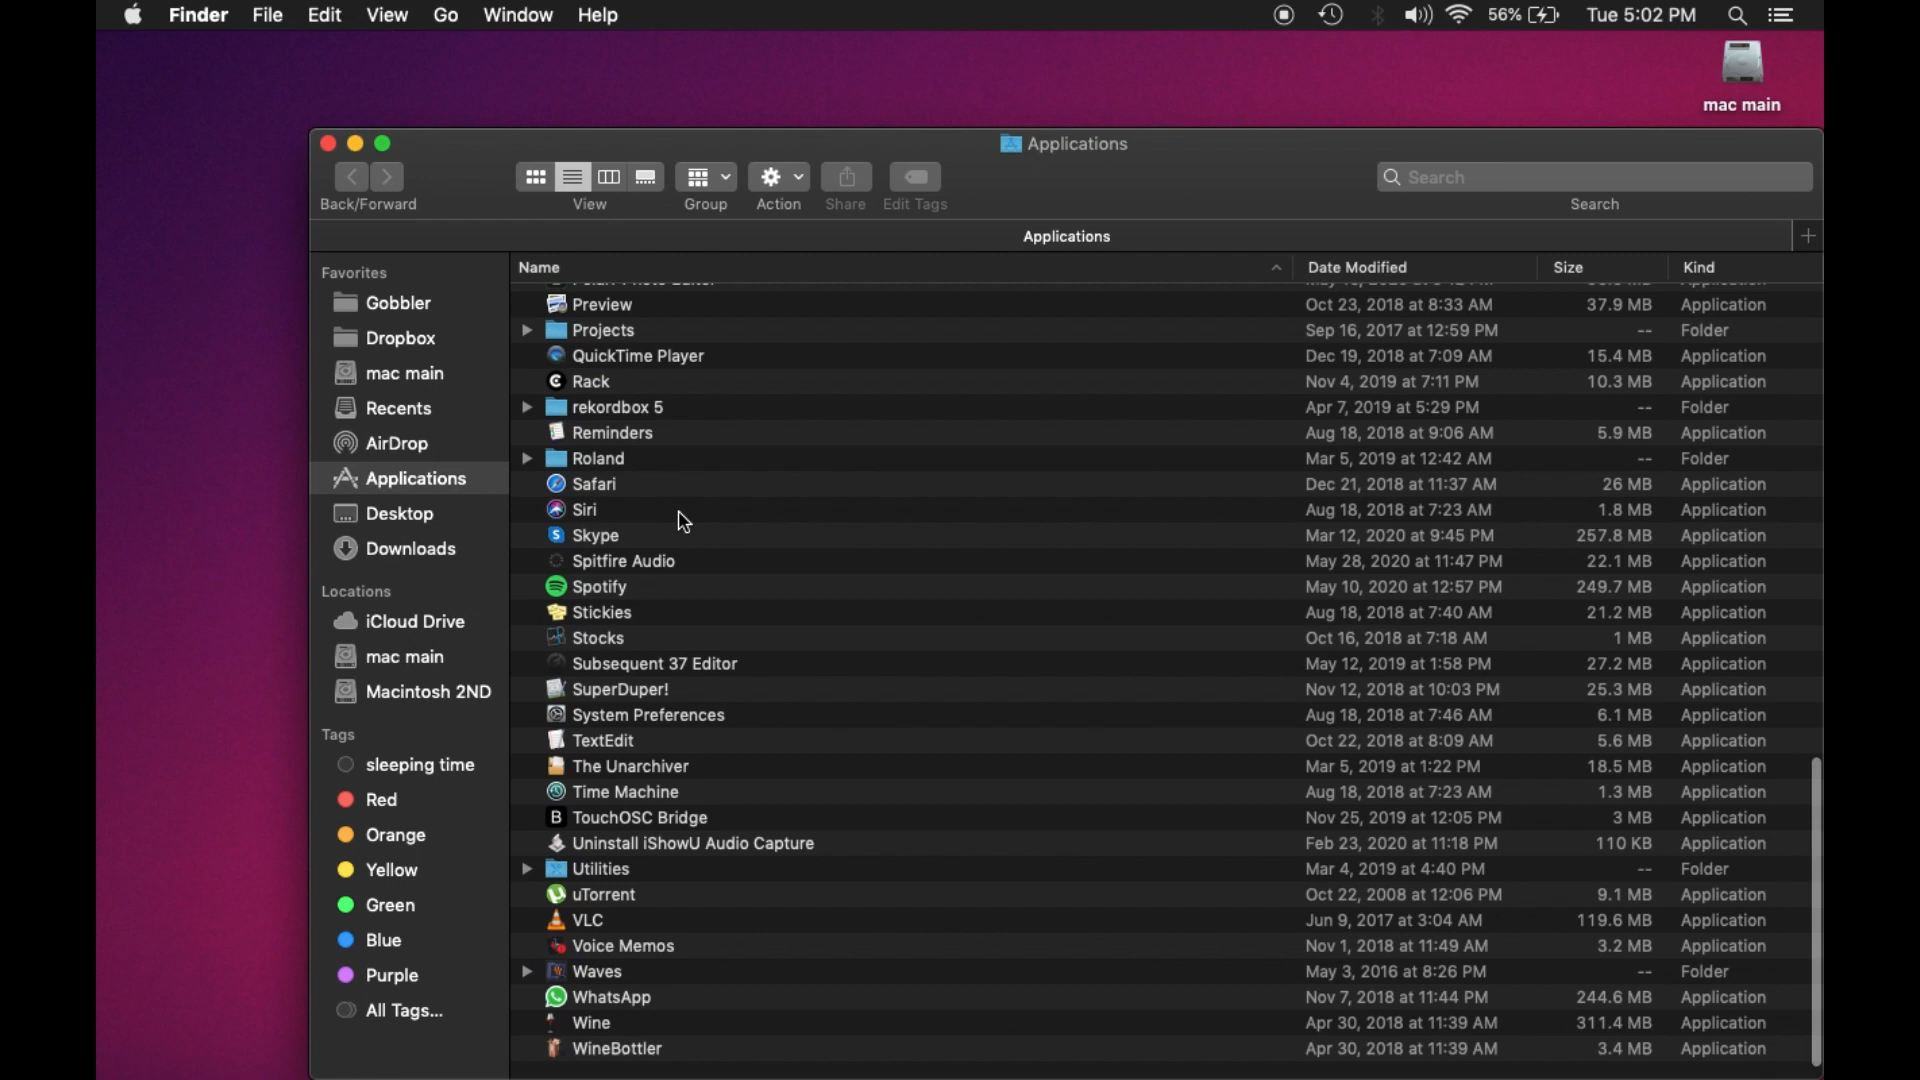 Finder File Edit View Go Window Help 56% Tue 5:02 PM
mac main
Applications
Search
Back/Forward View Group Action Share Edit Tags Search
Applications
Name Date Modified Size Kind
Favorites
Gobbler
Dropbox
mac main
Recents
AirDrop
Applications
Desktop
Downloads
Locations
iCloud Drive
mac main
Macintosh 2ND
Tags
sleeping time
Red
Orange
Yellow
Green
Blue
Purple
All Tags...
Preview Oct 23, 2018 at 8:33 AM 37.9 MB Application
Projects Sep 16, 2017 at 12:59 PM -- Folder
QuickTime Player Dec 19, 2018 at 7:09 AM 15.4 MB Application
Rack Nov 4, 2019 at 7:11 PM 10.3 MB Application
rekordbox 5 Apr 7, 2019 at 5:29 PM -- Folder
Reminders Aug 18, 2018 at 9:06 AM 5.9 MB Application
Roland Mar 5, 2019 at 12:42 AM -- Folder
Safari Dec 21, 2018 at 11:37 AM 26 MB Application
Siri Aug 18, 2018 at 7:23 AM 1.8 MB Application
Skype Mar 12, 2020 at 9:45 PM 257.8 MB Application
Spitfire Audio May 28, 2020 at 11:47 PM 22.1 MB Application
Spotify May 10, 2020 at 12:57 PM 249.7 MB Application
Stickies Aug 18, 2018 at 7:40 AM 21.2 MB Application
Stocks Oct 16, 2018 at 7:18 AM 1 MB Application
Subsequent 37 Editor May 12, 2019 at 1:58 PM 27.2 MB Application
SuperDuper! Nov 12, 2018 at 10:03 PM 25.3 MB Application
System Preferences Aug 18, 2018 at 7:46 AM 6.1 MB Application
TextEdit Oct 22, 2018 at 8:09 AM 5.6 MB Application
The Unarchiver Mar 5, 2019 at 1:22 PM 18.5 MB Application
Time Machine Aug 18, 2018 at 7:23 AM 1.3 MB Application
TouchOSC Bridge Nov 25, 2019 at 12:05 PM 3 MB Application
Uninstall iShowU Audio Capture Feb 23, 2020 at 11:18 PM 110 KB Application
Utilities Mar 4, 2019 at 4:40 PM -- Folder
uTorrent Oct 22, 2008 at 12:06 PM 9.1 MB Application
VLC Jun 9, 2017 at 3:04 AM 119.6 MB Application
Voice Memos Nov 1, 2018 at 11:49 AM 3.2 MB Application
Waves May 3, 2016 at 8:26 PM -- Folder
WhatsApp Nov 7, 2018 at 11:44 PM 244.6 MB Application
Wine Apr 30, 2018 at 11:39 AM 311.4 MB Application
WineBottler Apr 30, 2018 at 11:39 AM 3.4 MB Application